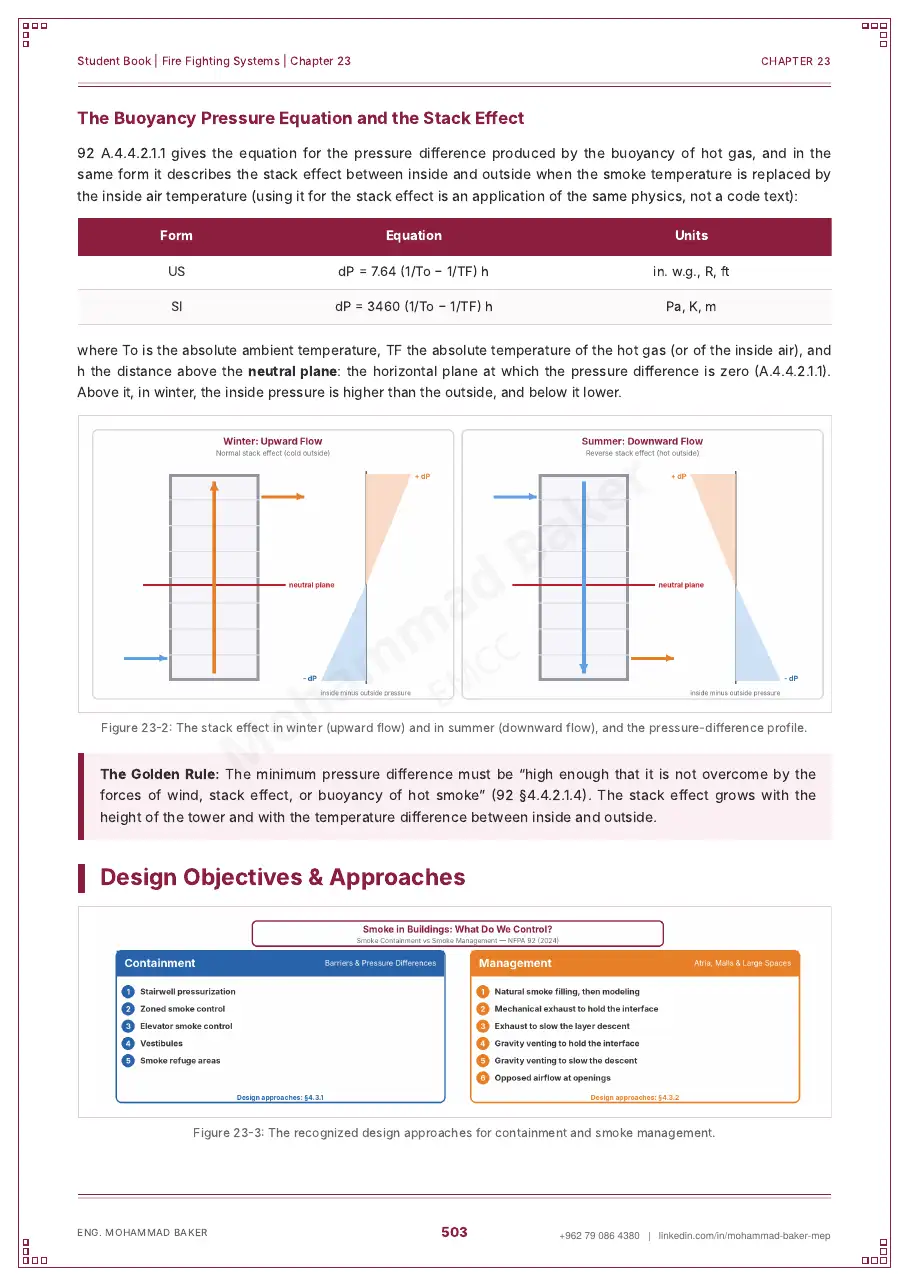 Student Book | Fire Fighting Systems | Chapter 23
CHAPTER 23
The Buoyancy Pressure Equation and the Stack Effect
92 A.4.4.2.1.1 gives the equation for the pressure difference produced by the buoyancy of hot gas, and in the
same form it describes the stack effect between inside and outside when the smoke temperature is replaced by
the inside air temperature (using it for the stack effect is an application of the same physics, not a code text):
Form Equation Units
US dP = 7.64 (1/To − 1/TF) h in. w.g., R, ft
SI dP = 3460 (1/To − 1/TF) h Pa, K, m
where To is the absolute ambient temperature, TF the absolute temperature of the hot gas (or of the inside air), and
h the distance above the neutral plane: the horizontal plane at which the pressure difference is zero (A.4.4.2.1.1).
Above it, in winter, the inside pressure is higher than the outside, and below it lower.
Winter: Upward Flow
Normal stack effect (cold outside)
+ dP
neutral plane
- dP
inside minus outside pressure
Summer: Downward Flow
Reverse stack effect (hot outside)
+ dP
neutral plane
- dP
inside minus outside pressure
Mohammad Baker
EMCC
Figure 23-2: The stack effect in winter (upward flow) and in summer (downward flow), and the pressure-difference profile.
The Golden Rule: The minimum pressure difference must be “high enough that it is not overcome by the
forces of wind, stack effect, or buoyancy of hot smoke” (92 §4.4.2.1.4). The stack effect grows with the
height of the tower and with the temperature difference between inside and outside.
Design Objectives & Approaches
Smoke in Buildings: What Do We Control?
Smoke Containment vs Smoke Management — NFPA 92 (2024)
Containment Barriers & Pressure Differences
1 Stairwell pressurization
2 Zoned smoke control
3 Elevator smoke control
4 Vestibules
5 Smoke refuge areas
Design approaches: §4.3.1
Management Atria, Malls & Large Spaces
1 Natural smoke filling, then modeling
2 Mechanical exhaust to hold the interface
3 Exhaust to slow the layer descent
4 Gravity venting to hold the interface
5 Gravity venting to slow the descent
6 Opposed airflow at openings
Design approaches: §4.3.2
Figure 23-3: The recognized design approaches for containment and smoke management.
ENG. MOHAMMAD BAKER
503
+962 79 086 4380 | linkedin.com/in/mohammad-baker-mep